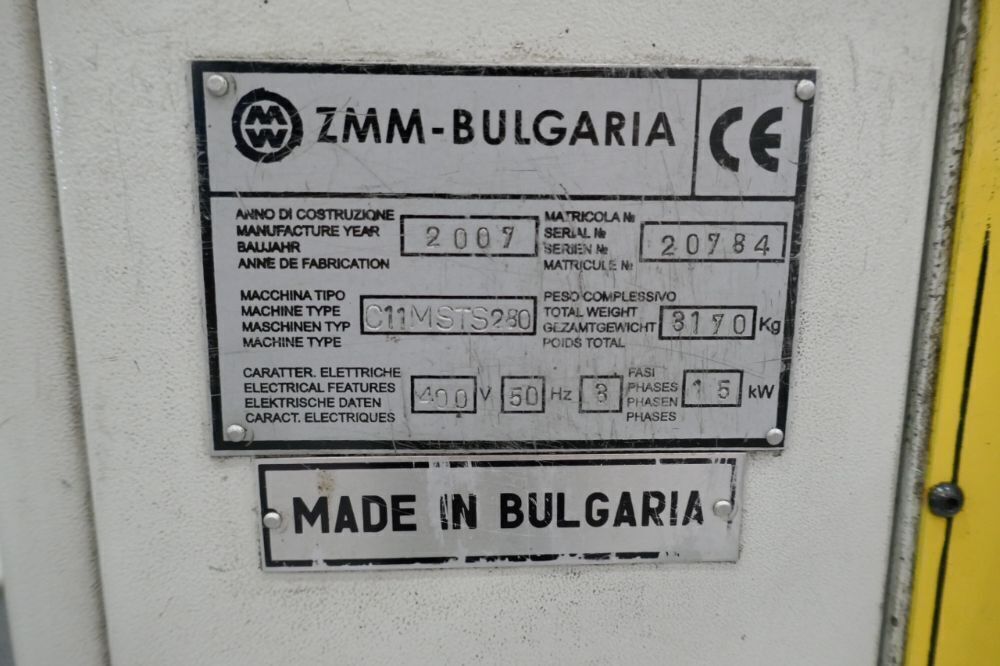 MW ZMM-BULGARIA CE
ANNO DI COSTRUZIONE
MANUFACTURE YEAR
BAUJAHR
ANNE DE FABRICATION
2007
MATRICOLA №
SERIAL №
SERIEN №
MATRICULE №
20784
MACCHINA TIPO
MACHINE TYPE
MASCHINEN TYP
MACHINE TYPE
C11MSTS280
PESO COMPLESSIVO
TOTAL WEIGHT
GEZAMTGEWICHT
POIDS TOTAL
3170 Kg
CARATTER. ELETTRICHE
ELECTRICAL FEATURES
ELEKTRISCHE DATEN
CARACT. ELECTRIQUES
400 V 50 Hz 3
FASI
PHASES
PHASEN
PHASES
15 kW
MADE IN BULGARIA